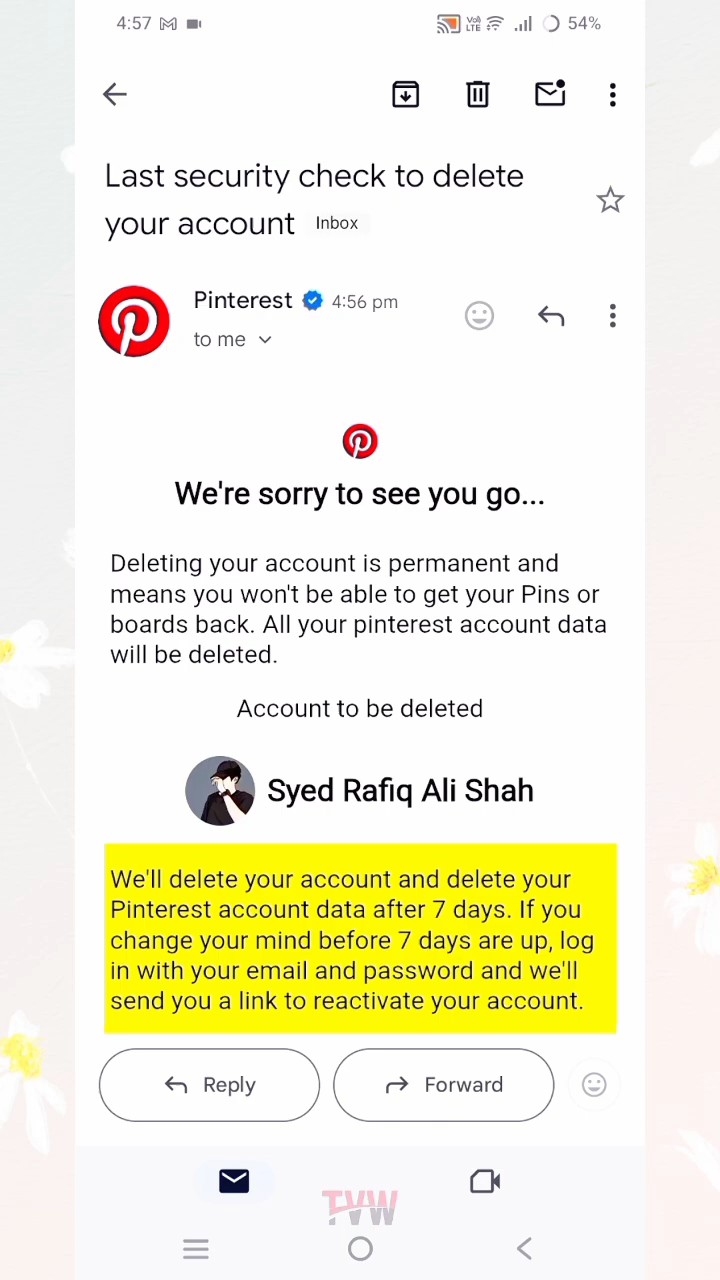 4:57
Vo) LTE 54%
Last security check to delete
your account Inbox
Pinterest 4:56 pm
to me
We're sorry to see you go...
Deleting your account is permanent and
means you won't be able to get your Pins or
boards back. All your pinterest account data
will be deleted.
Account to be deleted
Syed Rafiq Ali Shah
We'll delete your account and delete your
Pinterest account data after 7 days. If you
change your mind before 7 days are up, log
in with your email and password and we'll
send you a link to reactivate your account.
Reply Forward
TVW